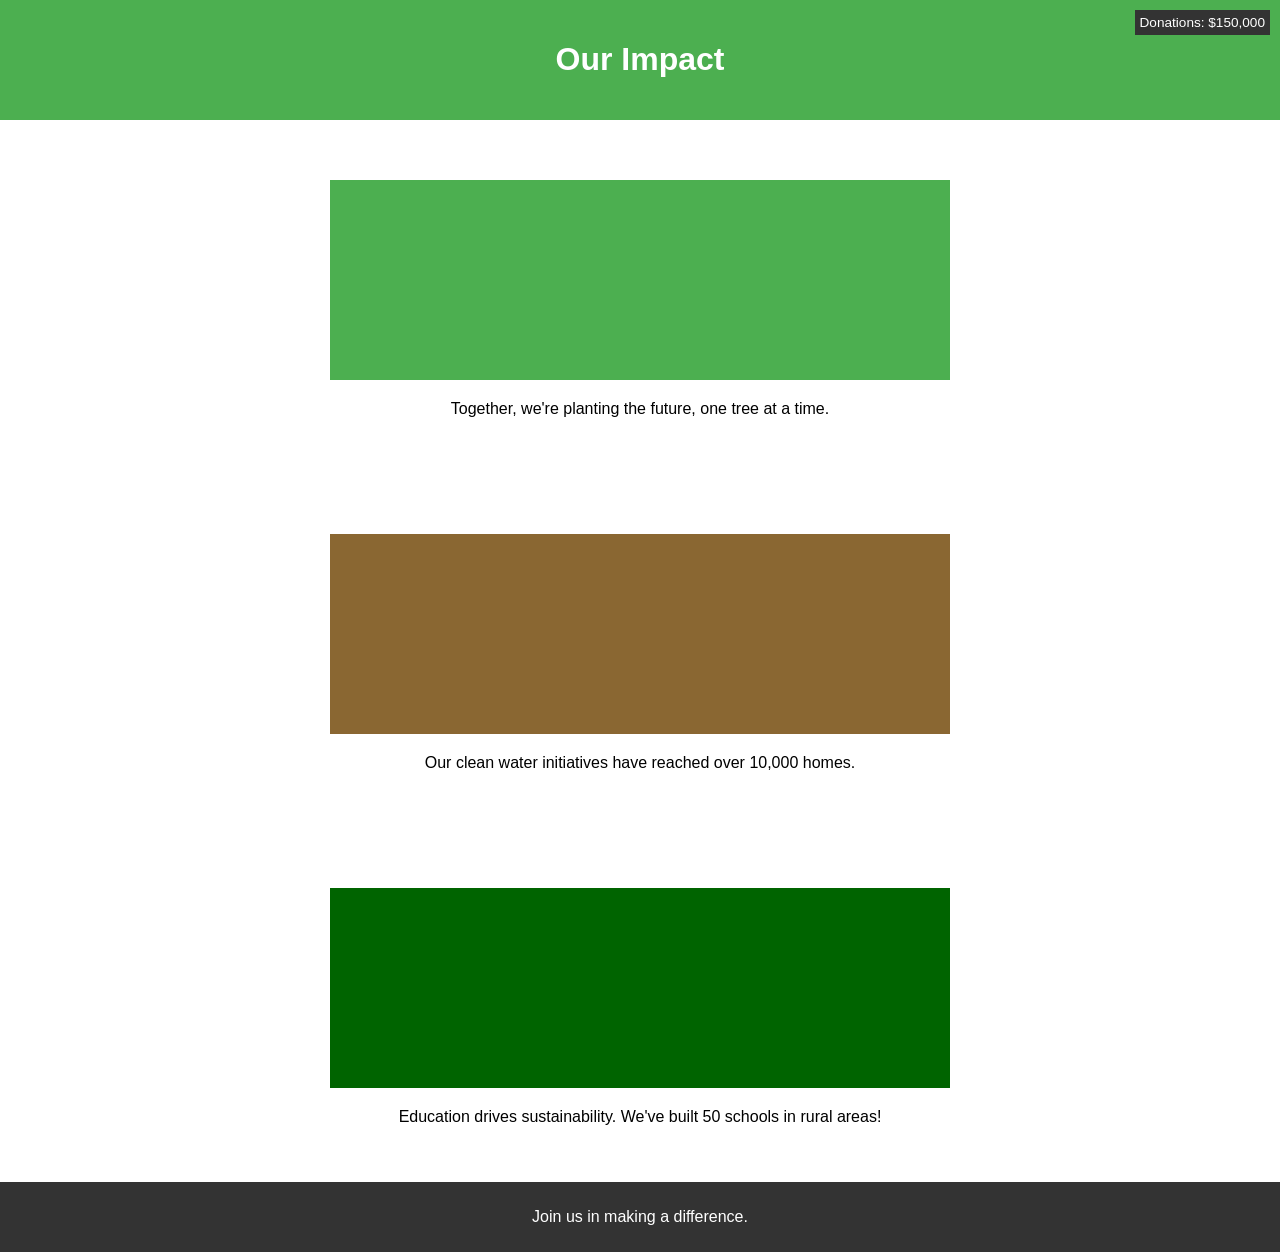 Donations: $150,000
Our Impact
Together, we're planting the future, one tree at a time.
Our clean water initiatives have reached over 10,000 homes.
Education drives sustainability. We've built 50 schools in rural areas!
Join us in making a difference.